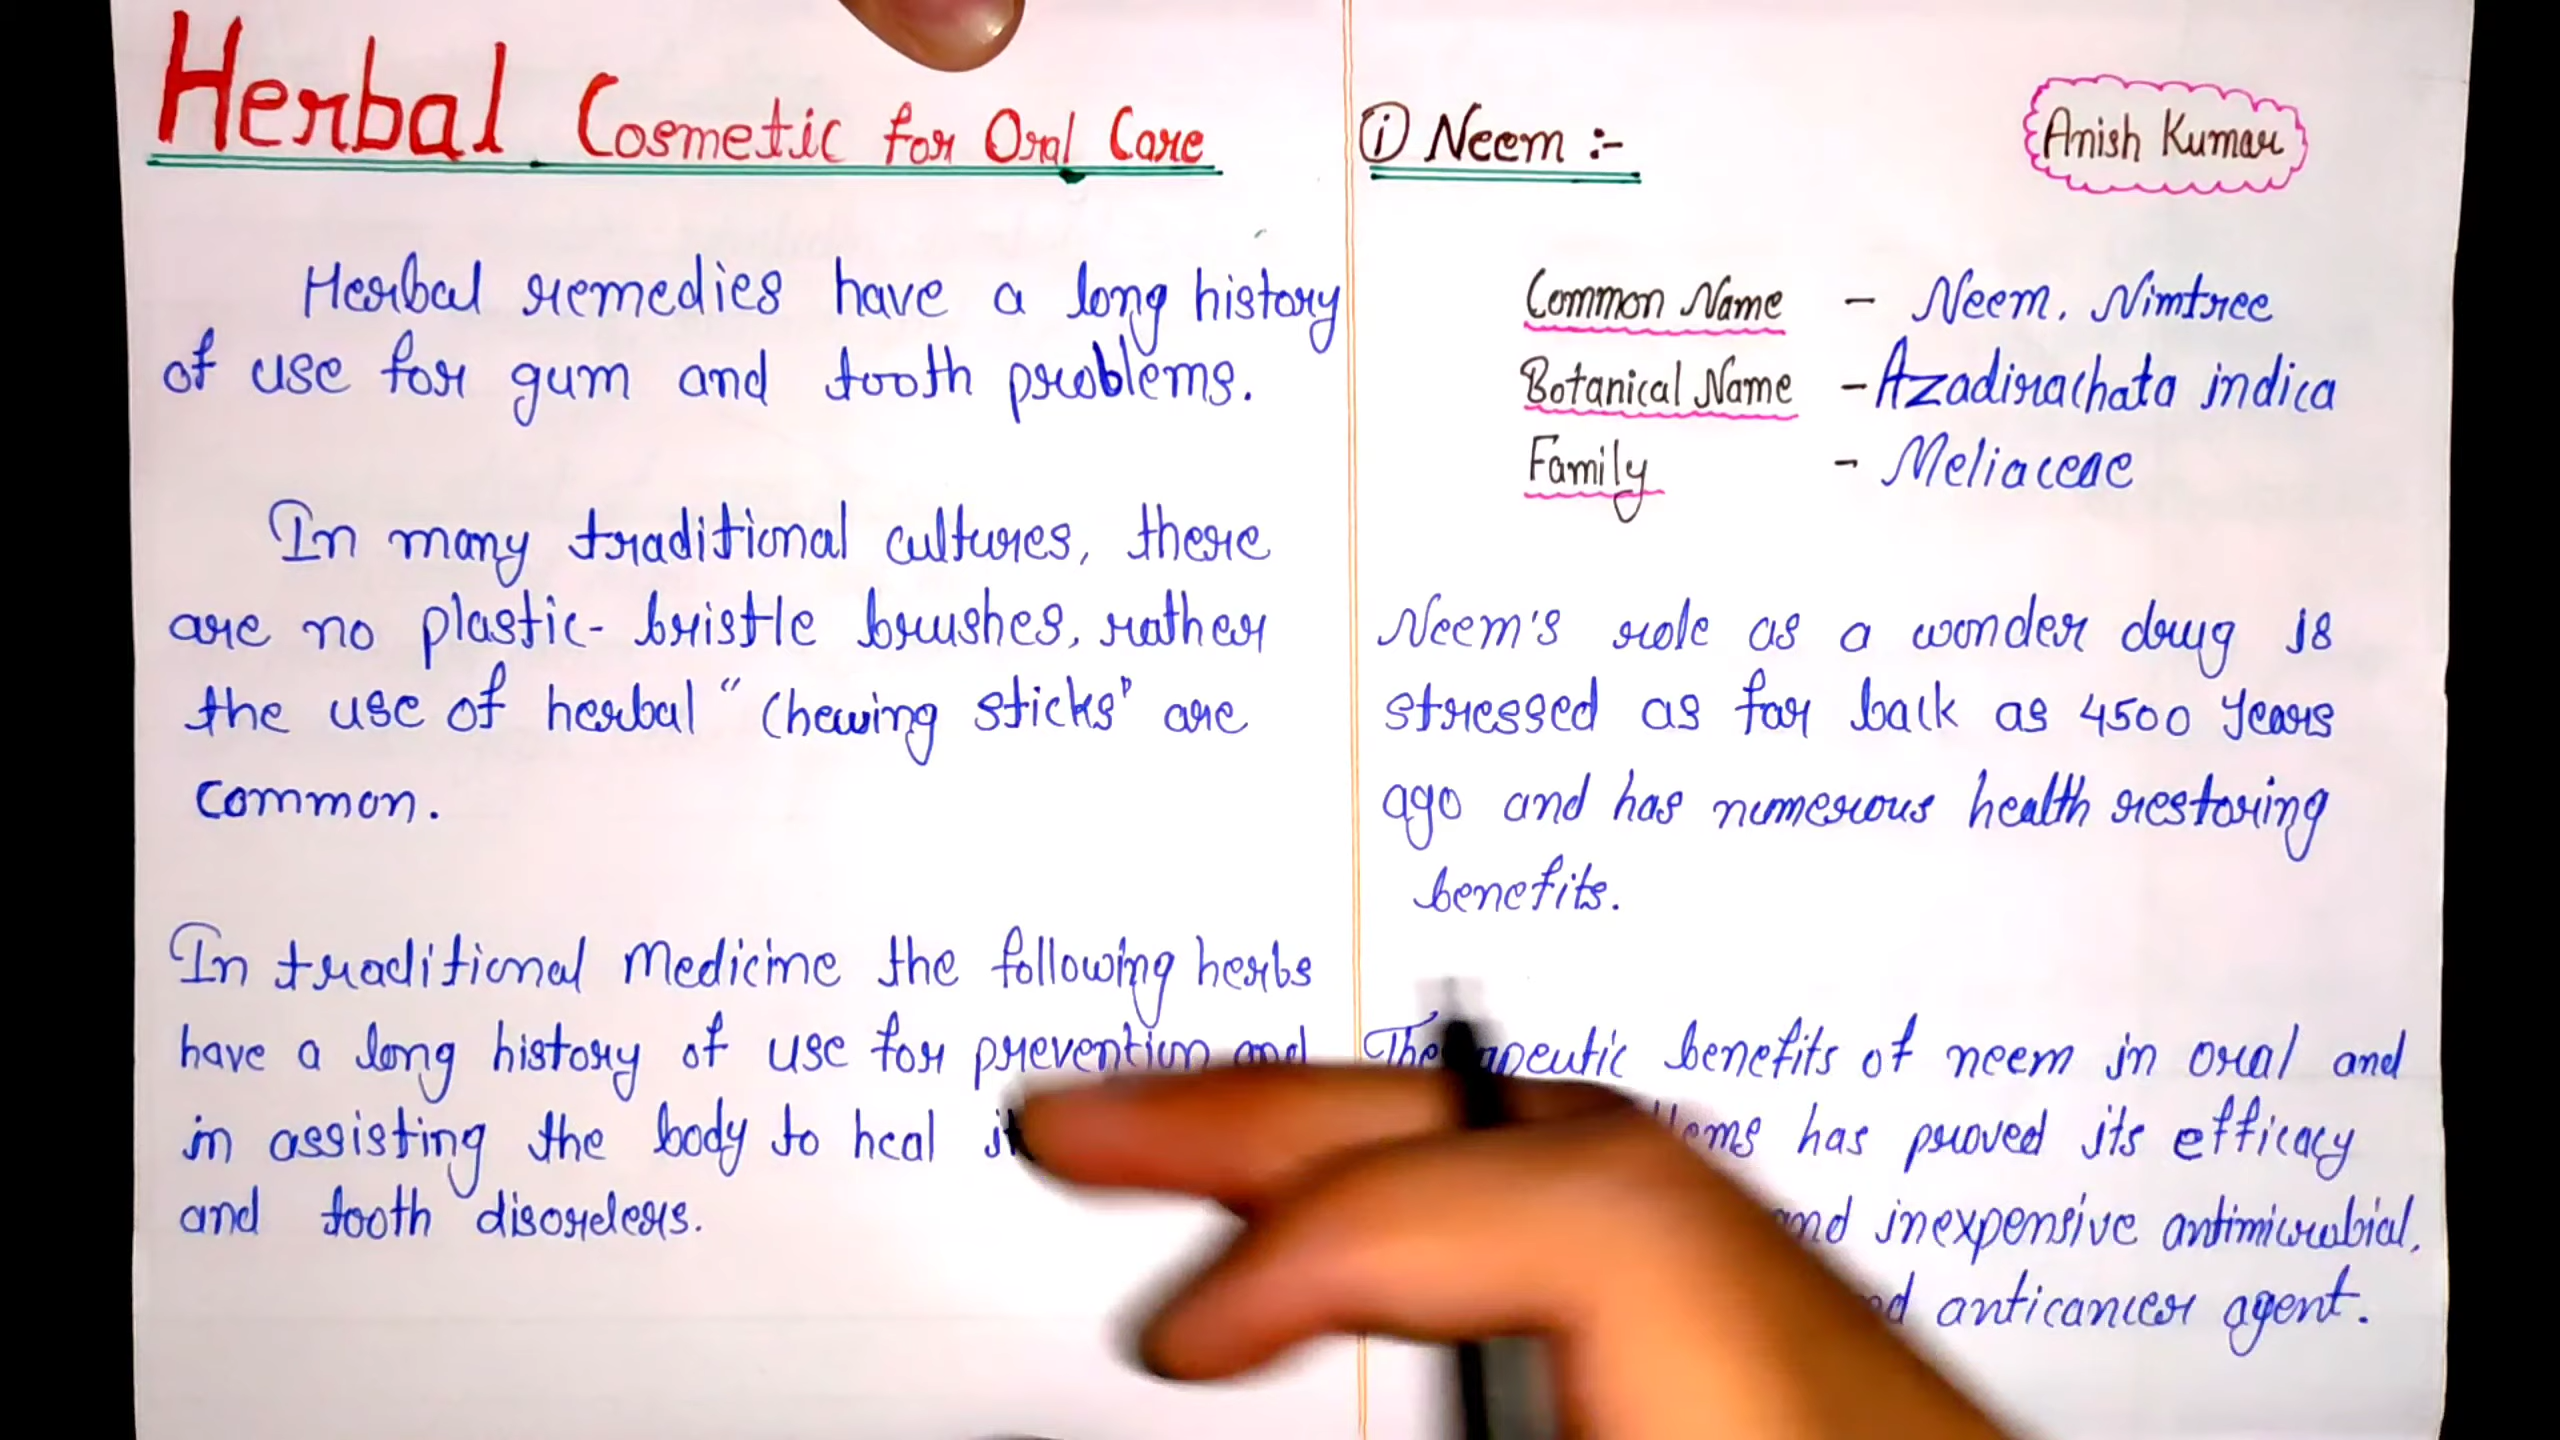 Herbal Cosmetic for Oral Care
Herbal remedies have a long history
of use for gum and tooth problems.
In many traditional cultures, there
are no plastic- bristle brushes, rather
the use of herbal "Chewing sticks" are
common.
In traditional Medicine the following herbs
have a long history of use for prevention and
in assisting the body to heal
and tooth disorders.
i Neem :-
Anish Kumar
Common Name - Neem, Nimtree
Botanical Name - Azadirachata indica
Family - Meliaceae
Neem's role as a wonder drug is
stressed as far back as 4500 years
ago and has numerous health restoring
benefits.
benefits of neem in oral and
has proved its efficacy
and inexpensive antimicrobial,
anticancer agent.